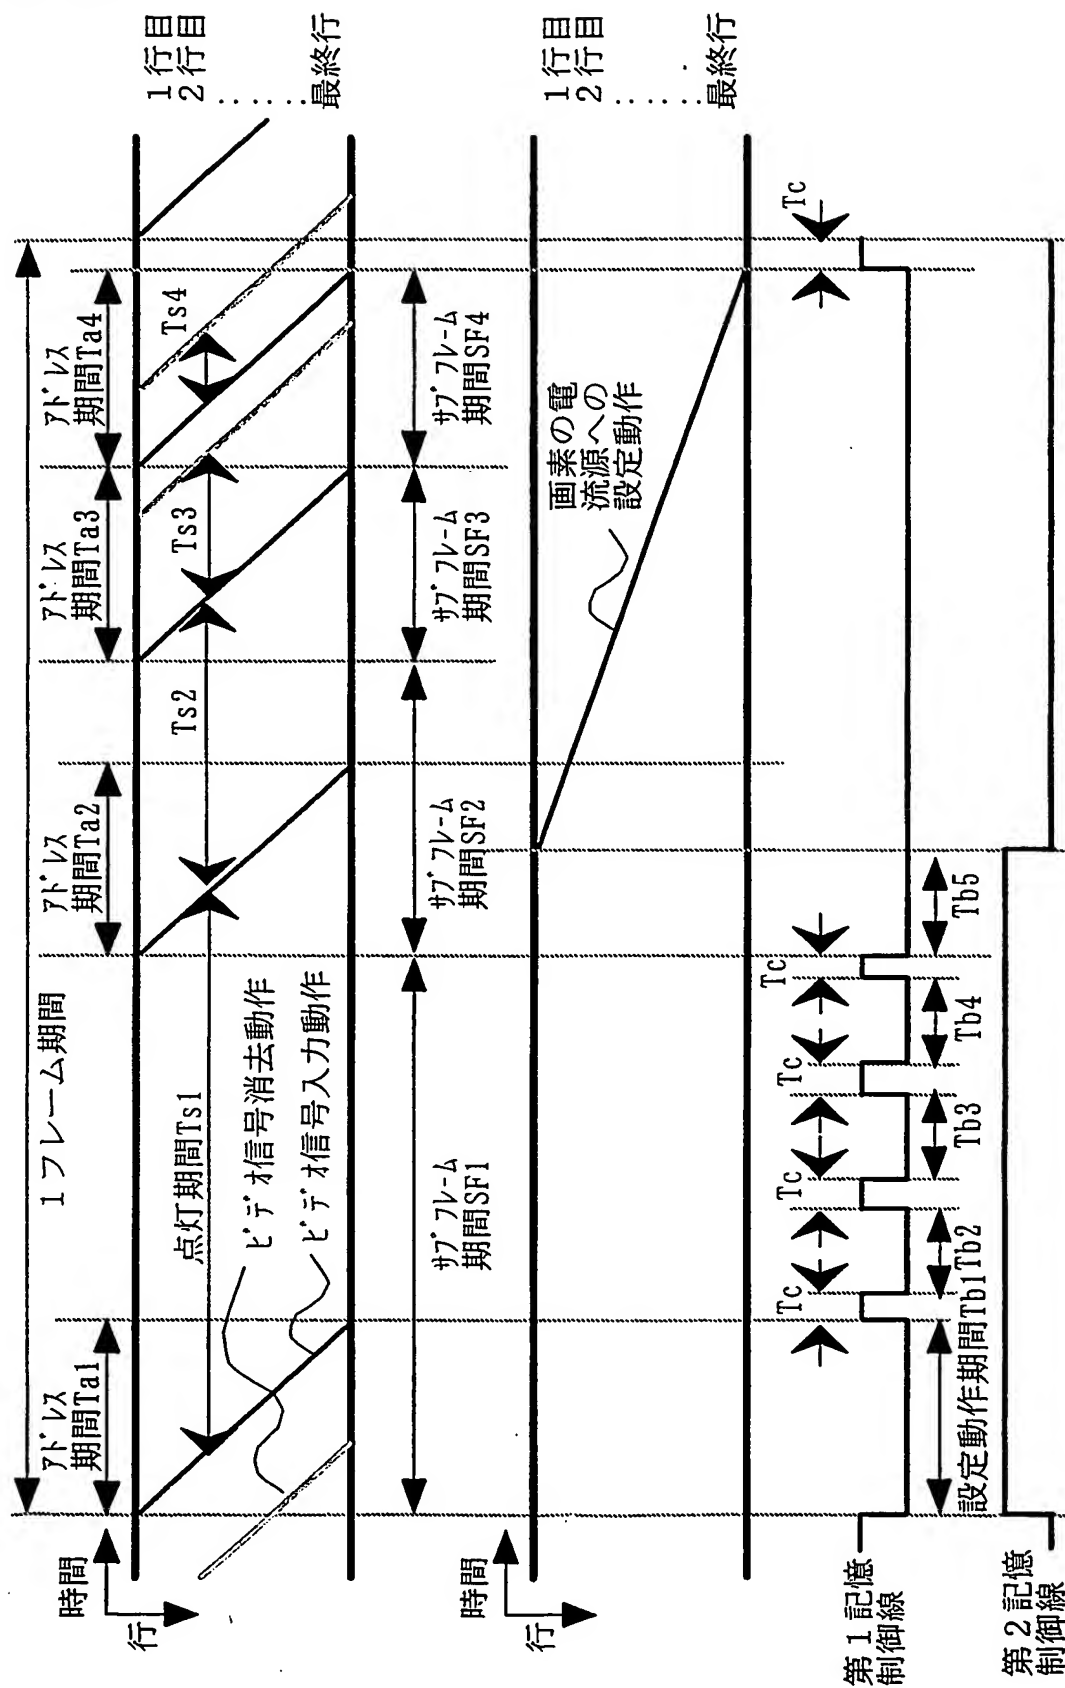 1フレーム期間
アドレス
期間Ta1
アドレス
期間Ta2
アドレス
期間Ta3
アドレス
期間Ta4
時間
行
点灯期間Ts1
Ts2
Ts3
Ts4
ビデオ信号消去動作
ビデオ信号入力動作
1行目
2行目
......
最終行
サブフレーム
期間SF1
サブフレーム
期間SF2
サブフレーム
期間SF3
サブフレーム
期間SF4
時間
行
画素の電
流源への
設定動作
1行目
2行目
......
最終行
Tc
Tc
Tc
Tc
Tc
第1記憶
制御線
設定動作期間Tb1
Tb2
Tb3
Tb4
Tb5
第2記憶
制御線